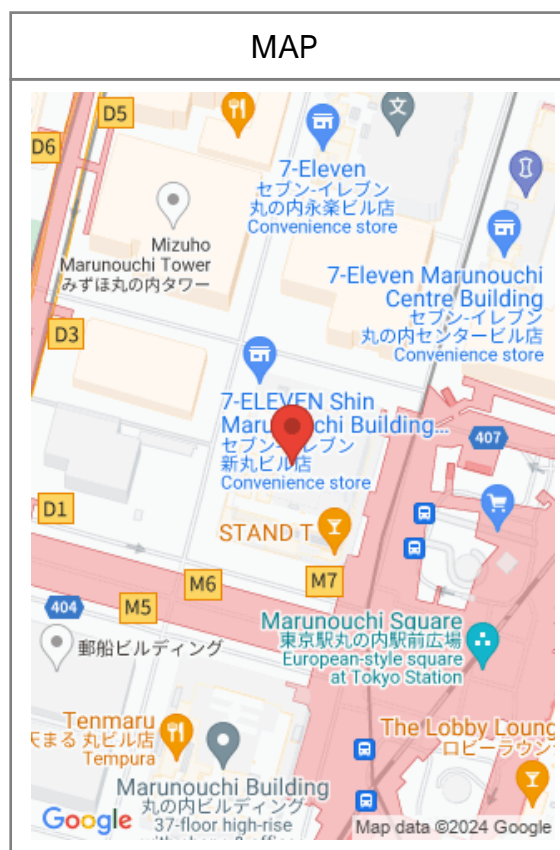 MAP
D5
D6
7-Eleven
セブン-イレブン
丸の内永楽ビル店
Convenience store
文
Mizuho
Marunouchi Tower
みずほ丸の内タワー
7-Eleven Marunouchi
Centre Building
セブン-イレブン
丸の内センタービル店
Convenience store
D3
7-ELEVEN Shin
Building...
セブン-イレブン
新丸ビル店
Convenience store
407
D1
STAND T
M6
M7
404
M5
郵船ビルディング
Marunouchi Square
東京駅丸の内駅前広場
European-style square
at Tokyo Station
Tenmaru
天まる 丸ビル店
Tempura
The Lobby Loung
ロビーラウン
Marunouchi Building
丸の内ビルディング
37-floor high-rise
Google
Map data ©2024 Google